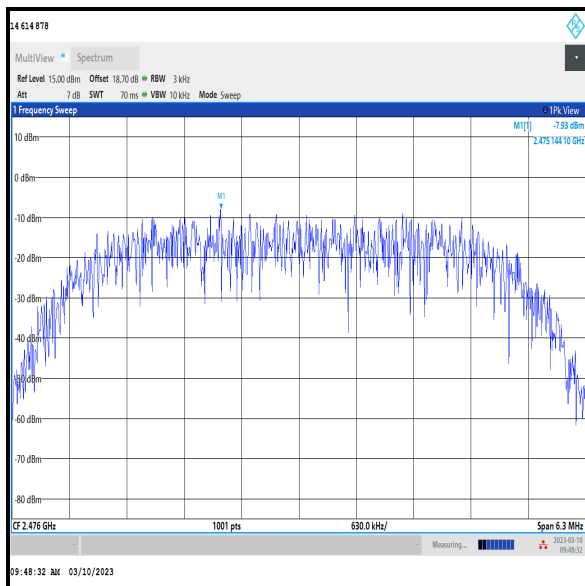 14 614 878
MultiView Spectrum
Ref Level 15.00 dBm Offset 18.70 dB RBW 3 kHz
Att 7 dB SWT 70 ms VBW 10 kHz Mode Sweep
1 Frequency Sweep 1Pk View
M1[1] -7.93 dBm
2.475 144 10 GHz
10 dBm
0 dBm
M1
-10 dBm
-20 dBm
-30 dBm
-40 dBm
-50 dBm
-60 dBm
-70 dBm
-80 dBm
CF 2.476 GHz 1001 pts 630.0 kHz/ Span 6.3 MHz
Measuring... 2023-03-10
09:48:32
09:48:32 AM 03/10/2023